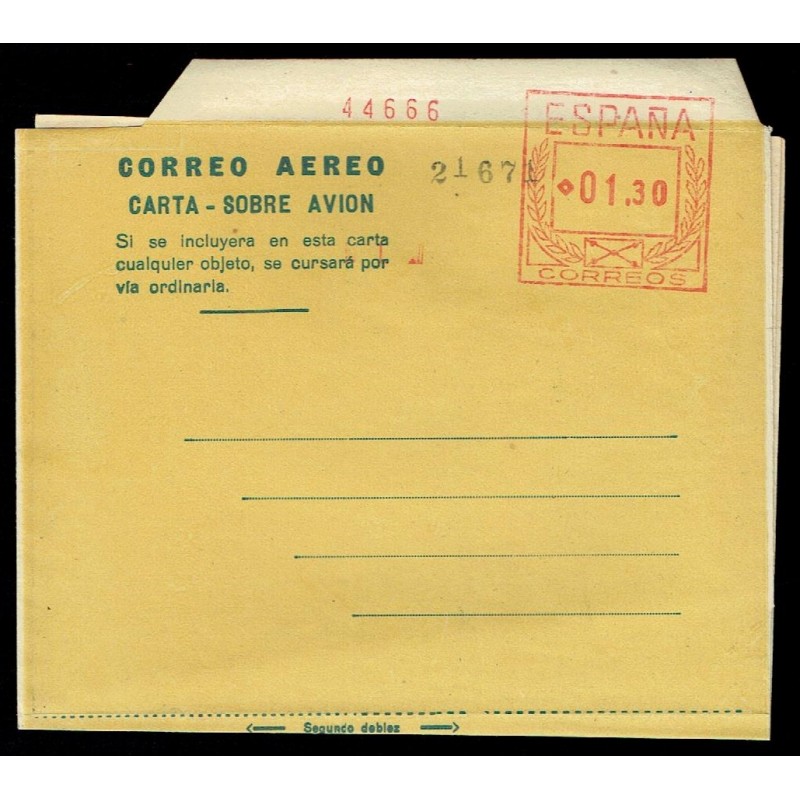 44666
ESPAÑA
CORREO AEREO
21671
01.30
CARTA - SOBRE AVION
Si se incluyera en esta carta
cualquier objeto, se cursará por
vía ordinaria.
CORREOS
Segundo doblez